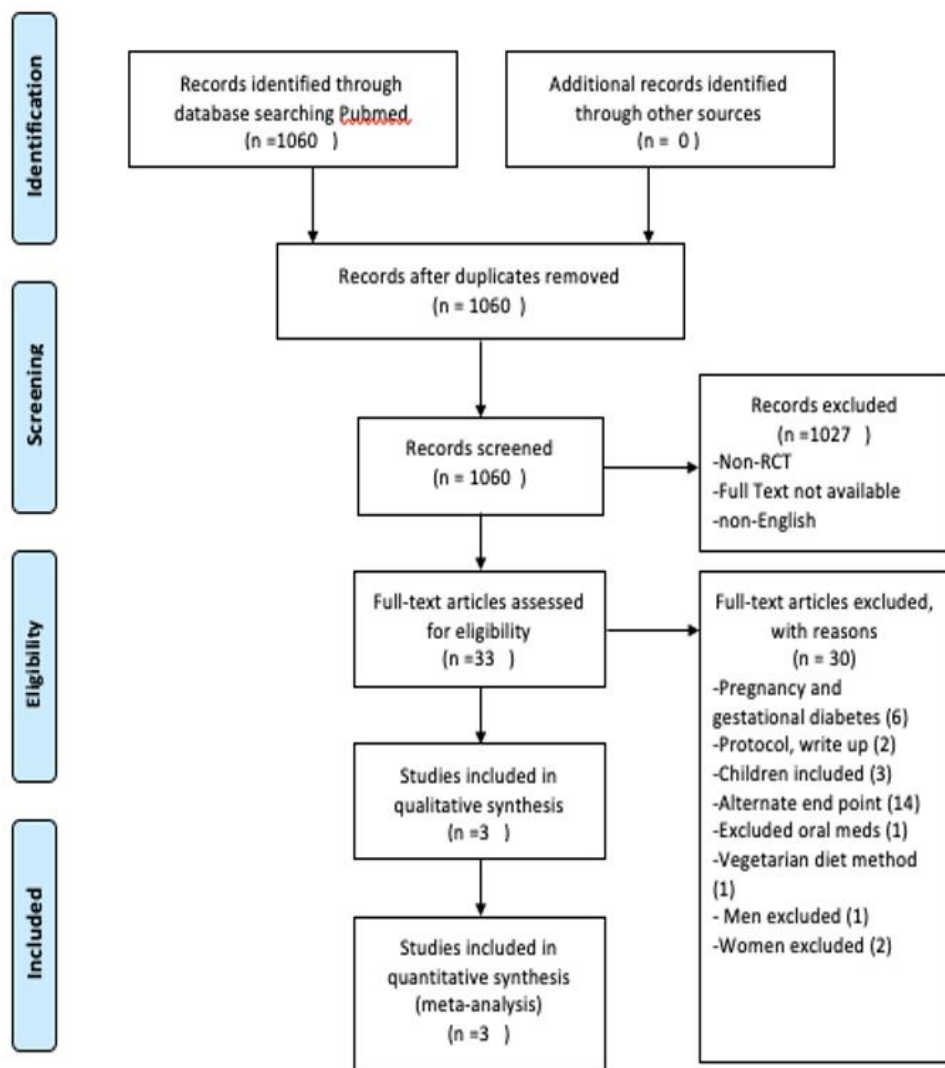 Identification
Records identified through
database searching Pubmed
(n =1060 )
Additional records identified
through other sources
(n = 0 )
Records after duplicates removed
(n = 1060 )
Screening
Records screened
(n = 1060 )
Records excluded
(n =1027 )
-Non-RCT
-Full Text not available
-non-English
Eligibility
Full-text articles assessed
for eligibility
(n =33 )
Full-text articles excluded,
with reasons
(n = 30)
-Pregnancy and
gestational diabetes (6)
-Protocol, write up (2)
-Children included (3)
-Alternate end point (14)
-Excluded oral meds (1)
-Vegetarian diet method
(1)
- Men excluded (1)
-Women excluded (2)
Studies included in
qualitative synthesis
(n =3 )
Included
Studies included in
quantitative synthesis
(meta-analysis)
(n =3 )